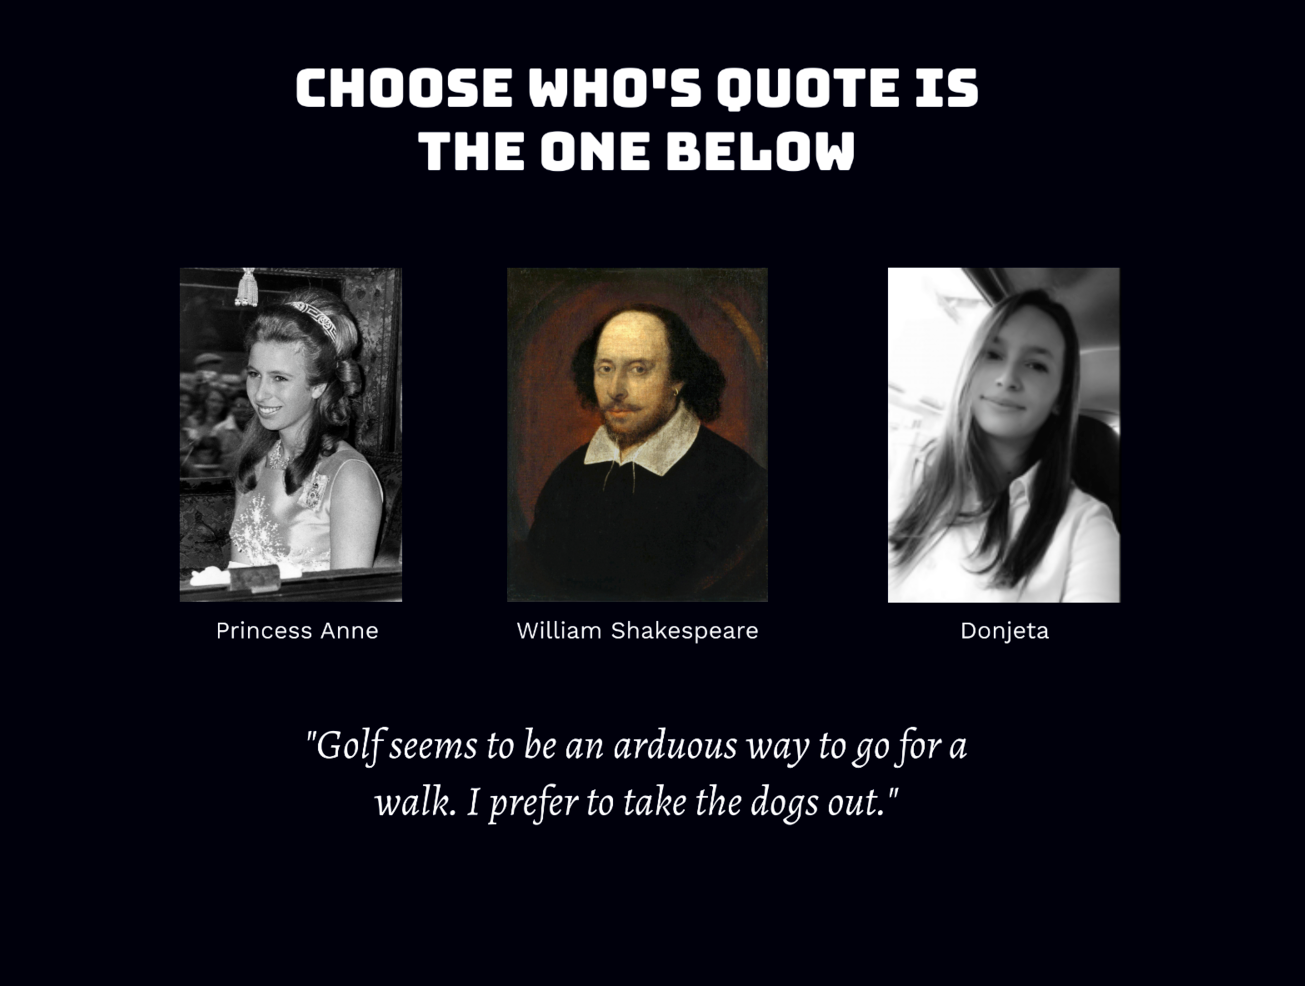 CHOOSE WHO'S QUOTE IS
THE ONE BELOW
Princess Anne
William Shakespeare
Donjeta
"Golf seems to be an arduous way to go for a
walk. I prefer to take the dogs out."